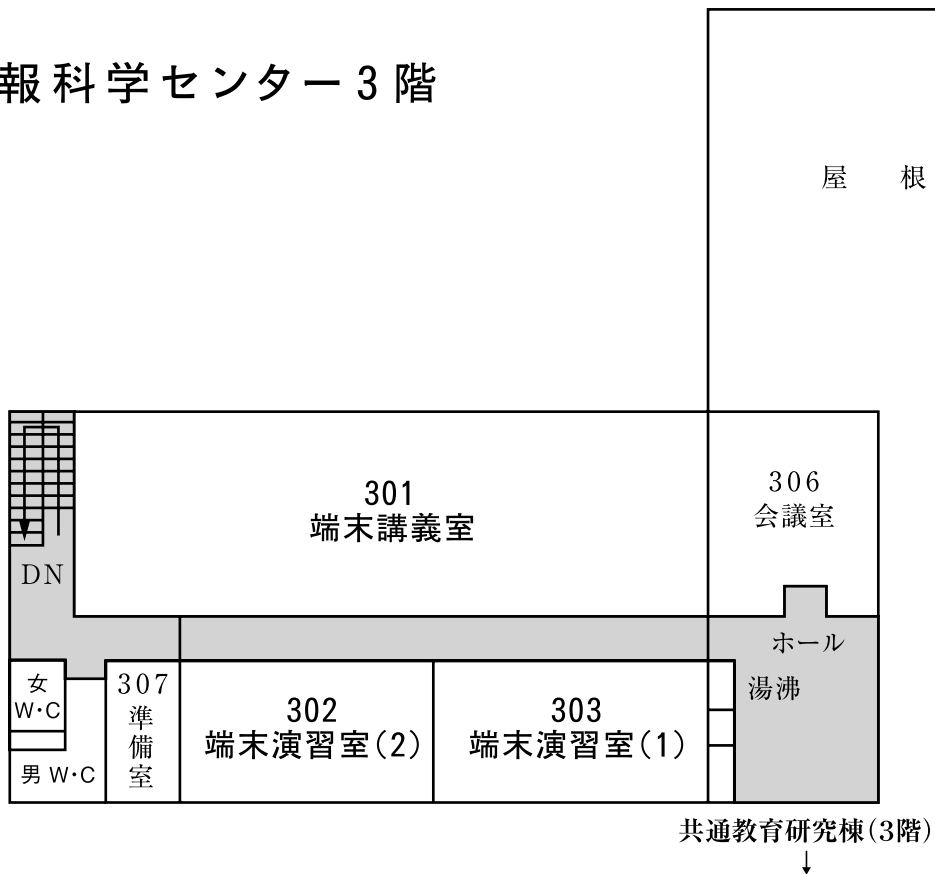 報科学センター3階
屋 根
301
端末講義室
306
会議室
DN
ホール
湯沸
女
W・C
男 W・C
307
準備室
302
端末演習室(2)
303
端末演習室(1)
共通教育研究棟(3階)